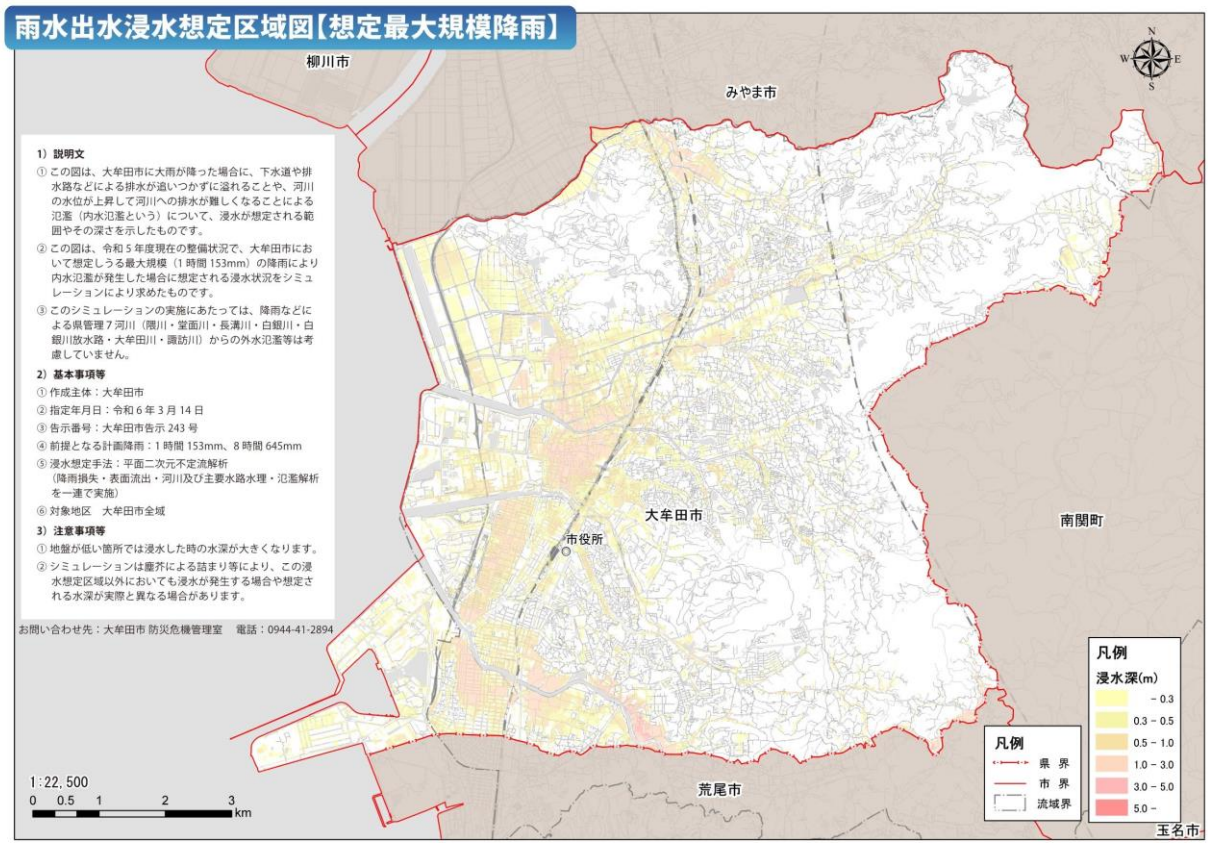 雨水出水浸水想定区域図【想定最大規模降雨】
柳川市
みやま市
N
W
E
S
1）説明文
① この図は、大牟田市に大雨が降った場合に、下水道や排
水路などによる排水が追いつかずに溢れることや、河川
の水位が上昇して河川への排水が難しくなることによる
氾濫（内水氾濫という）について、浸水が想定される範
囲やその深さを示したものです。
② この図は、令和５年度現在の整備状況で、大牟田市にお
いて想定しうる最大規模（1 時間 153mm）の降雨により
内水氾濫が発生した場合に想定される浸水状況をシミュ
レーションにより求めたものです。
③ このシミュレーションの実施にあたっては、降雨などに
よる県管理７河川（隈川・堂面川・長溝川・白銀川・白
銀川放水路・大牟田川・諏訪川）からの外水氾濫等は考
慮していません。
2）基本事項等
① 作成主体：大牟田市
② 指定年月日：令和 6 年 3 月 14 日
③ 告示番号：大牟田市告示 243 号
④ 前提となる計画降雨：1 時間 153mm、8 時間 645mm
⑤ 浸水想定手法：平面二次元不定流解析
（降雨損失・表面流出・河川及び主要水路水理・氾濫解析
を一連で実施）
⑥ 対象地区　大牟田市全域
3）注意事項等
① 地盤が低い箇所では浸水した時の水深が大きくなります。
② シミュレーションは塵芥による詰まり等により、この浸
水想定区域以外においても浸水が発生する場合や想定さ
れる水深が実際と異なる場合があります。
お問い合わせ先：大牟田市 防災危機管理室　電話：0944-41-2894
大牟田市
市役所
南関町
荒尾市
玉名市
1:22,500
0 0.5 1 2 3
km
凡例
県 界
市 界
流域界
凡例
浸水深(m)
- 0.3
0.3 - 0.5
0.5 - 1.0
1.0 - 3.0
3.0 - 5.0
5.0 -